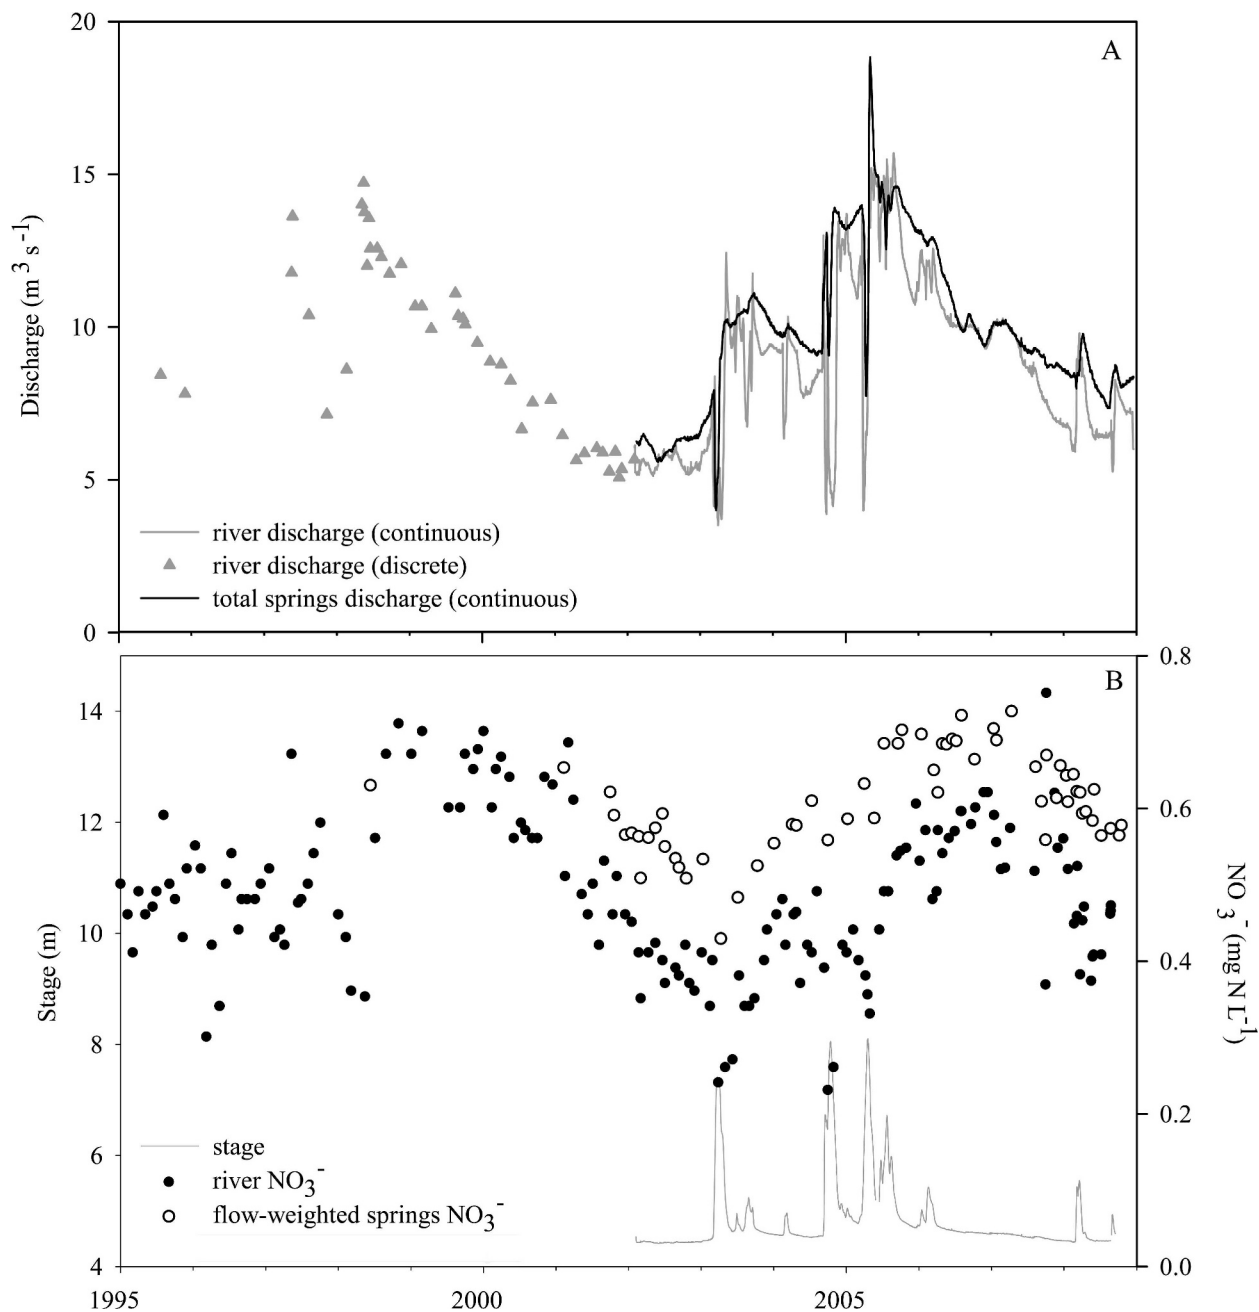 20
A
15
10
5
0
Discharge (m 3 s -1)
river discharge (continuous)
river discharge (discrete)
total springs discharge (continuous)
0.8
B
14
12
0.6
10
0.4
8
0.2
6
4
0.0
Stage (m)
NO3- (mg N L-1)
stage
river NO3-
flow-weighted springs NO3-
1995
2000
2005